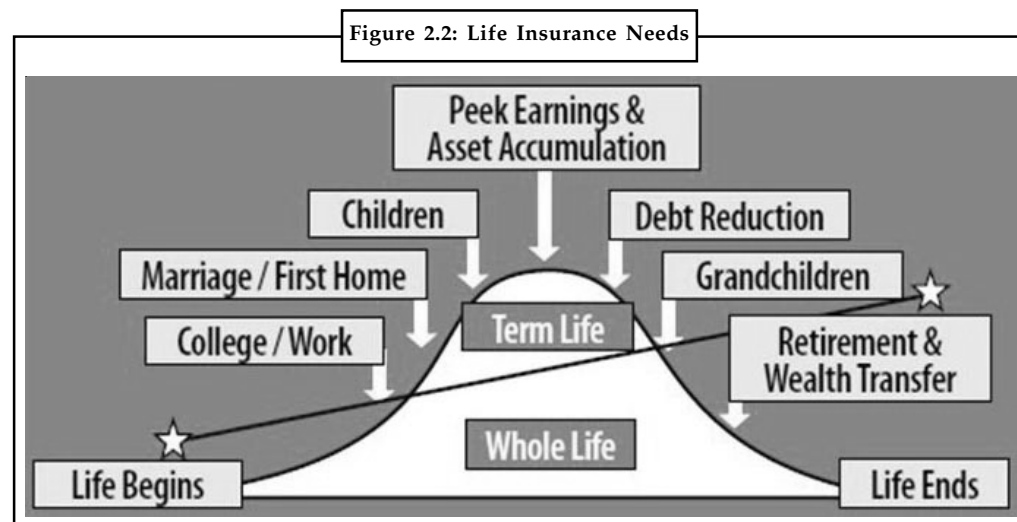 Figure 2.2: Life Insurance Needs
Peek Earnings &
Asset Accumulation
Children
Debt Reduction
Marriage / First Home
Grandchildren
College / Work
Term Life
Retirement &
Wealth Transfer
Whole Life
Life Begins
Life Ends